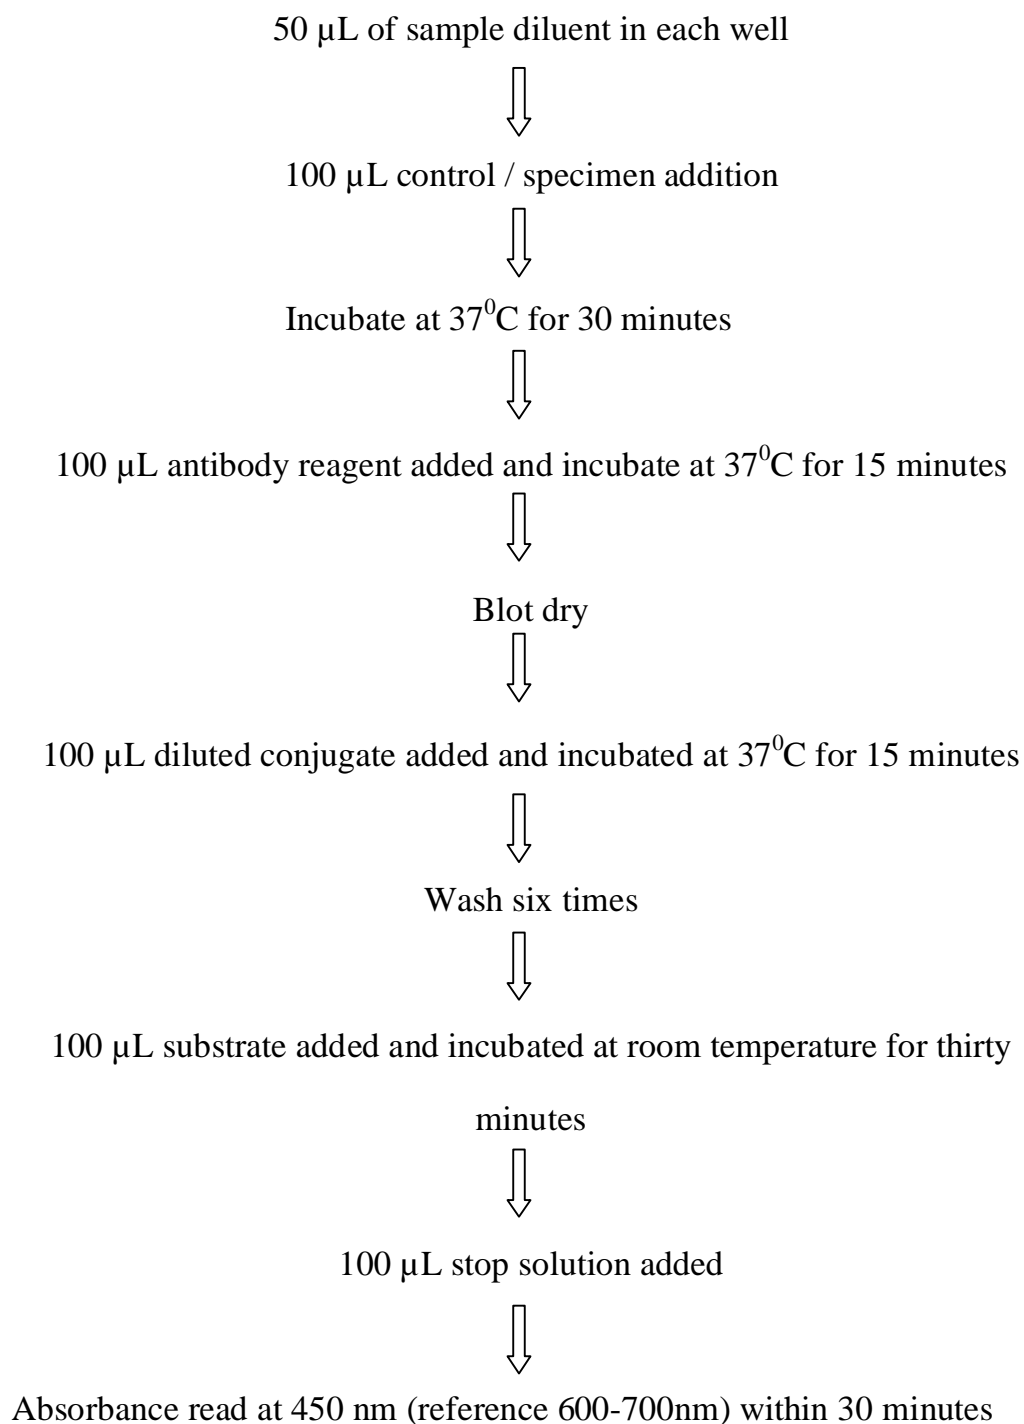 50 µL of sample diluent in each well
100 µL control / specimen addition
Incubate at 37⁰C for 30 minutes
100 µL antibody reagent added and incubate at 37⁰C for 15 minutes
Blot dry
100 µL diluted conjugate added and incubated at 37⁰C for 15 minutes
Wash six times
100 µL substrate added and incubated at room temperature for thirty
minutes
100 µL stop solution added
Absorbance read at 450 nm (reference 600-700nm) within 30 minutes